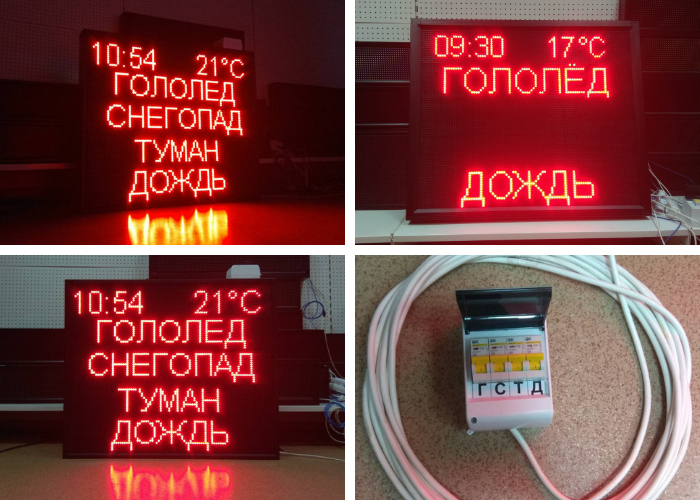 10:54 21°C
ГОЛОЛЕД
СНЕГОПАД
ТУМАН
ДОЖДЬ
09:30 17°C
ГОЛОЛЁД
ДОЖДЬ
10:54 21°C
ГОЛОЛЕД
СНЕГОПАД
ТУМАН
ДОЖДЬ
Г С Т Д